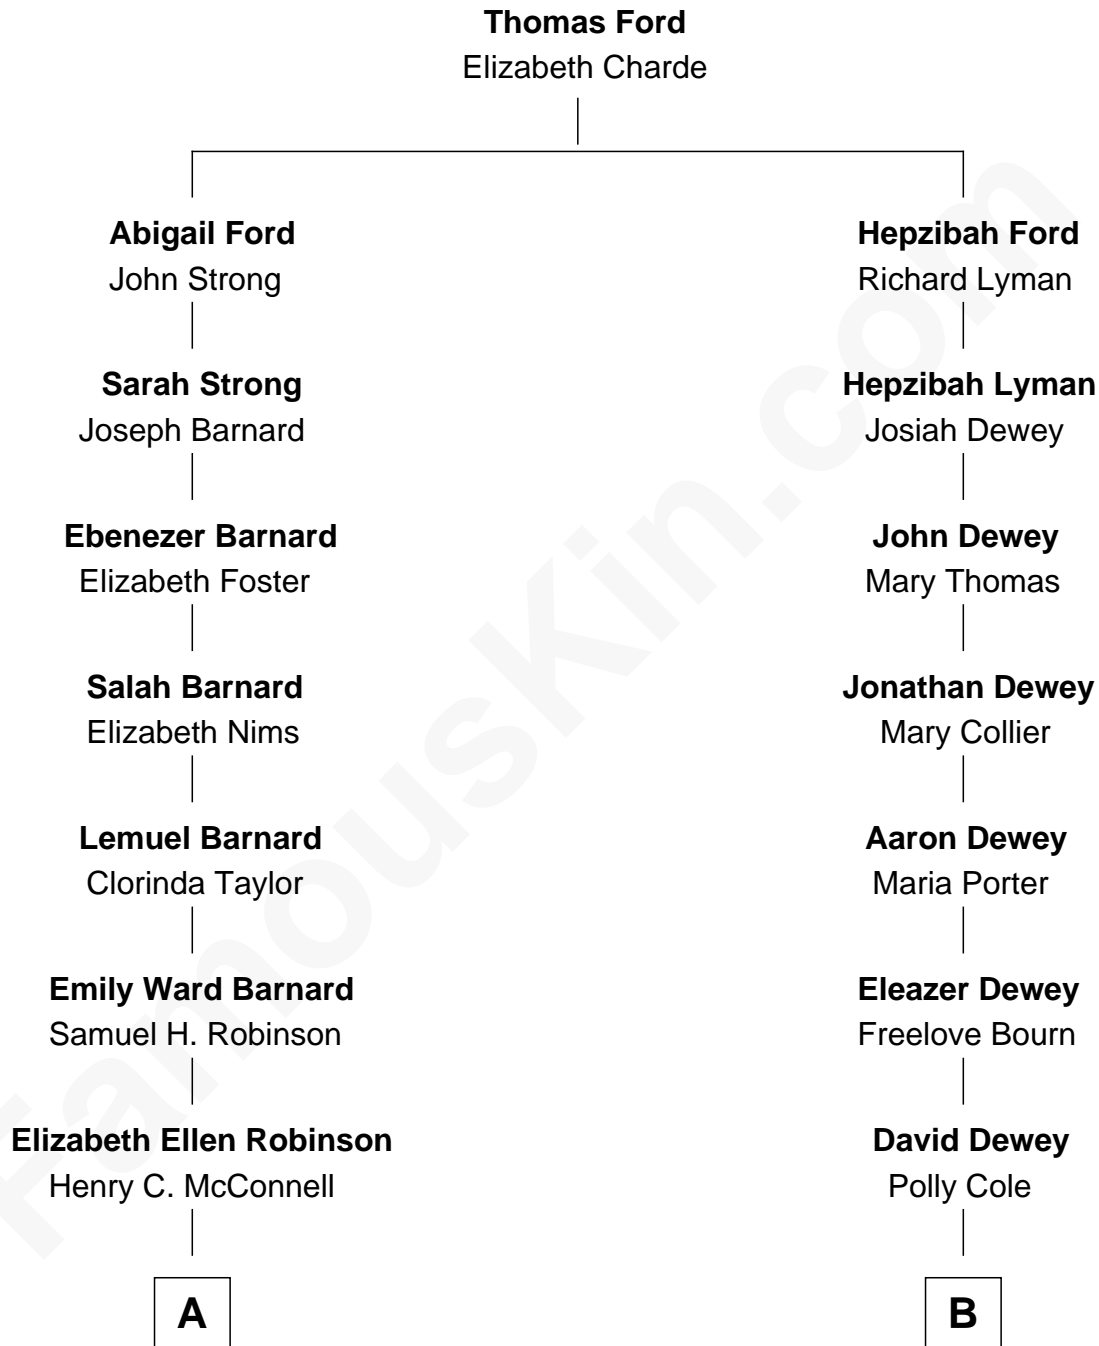 Thomas Ford
Elizabeth Charde
Abigail Ford
John Strong
Hepzibah Ford
Richard Lyman
Sarah Strong
Joseph Barnard
Hepzibah Lyman
Josiah Dewey
Ebenezer Barnard
Elizabeth Foster
John Dewey
Mary Thomas
Salah Barnard
Elizabeth Nims
Jonathan Dewey
Mary Collier
Lemuel Barnard
Clorinda Taylor
Aaron Dewey
Maria Porter
Emily Ward Barnard
Samuel H. Robinson
Eleazer Dewey
Freelove Bourn
Elizabeth Ellen Robinson
Henry C. McConnell
David Dewey
Polly Cole
A
B
FamousKin.com